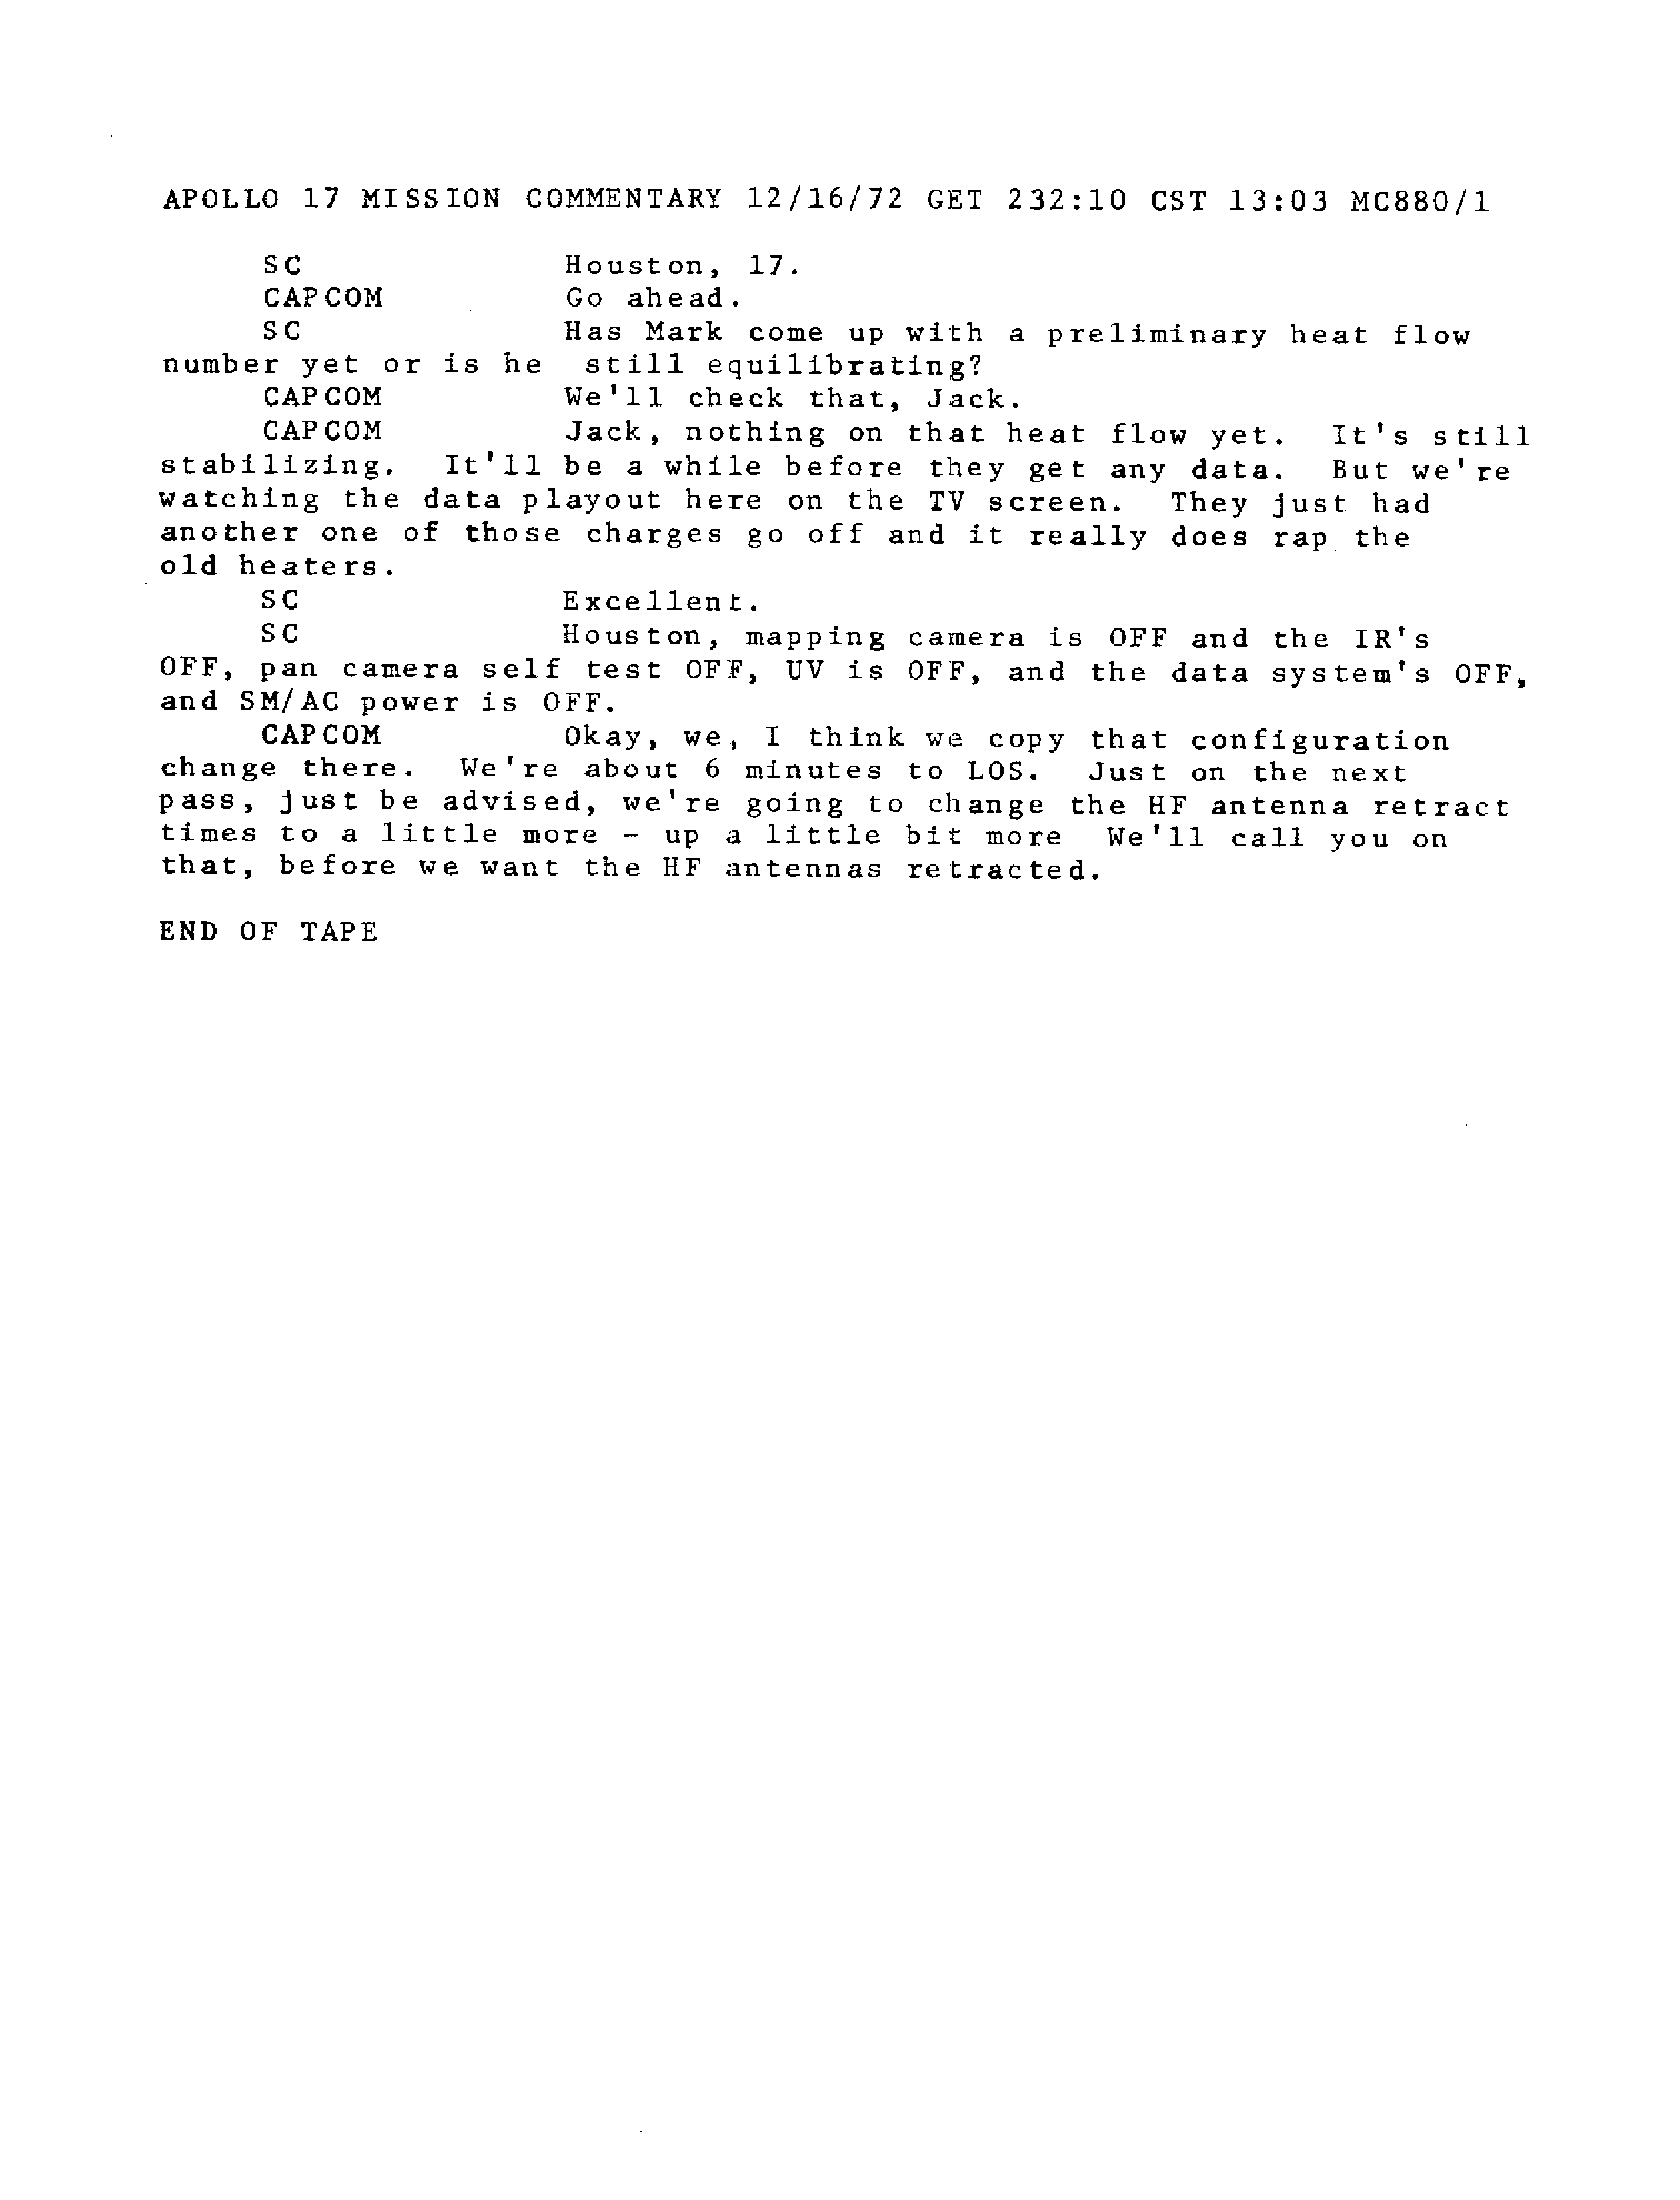 APOLLO 17 MISSION COMMENTARY 12/16/72 GET 232:10 CST 13:03 MC880/1
SC Houston, 17.
CAPCOM Go ahead.
SC Has Mark come up with a preliminary heat flow
number yet or is he still equilibrating?
CAPCOM We'll check that, Jack.
CAPCOM Jack, nothing on that heat flow yet. It's still
stabilizing. It'll be a while before they get any data. But we're
watching the data playout here on the TV screen. They just had
another one of those charges go off and it really does rap the
old heaters.
SC Excellent.
SC Houston, mapping camera is OFF and the IR's
OFF, pan camera self test OFF, UV is OFF, and the data system's OFF,
and SM/AC power is OFF.
CAPCOM Okay, we, I think we copy that configuration
change there. We're about 6 minutes to LOS. Just on the next
pass, just be advised, we're going to change the HF antenna retract
times to a little more - up a little bit more We'll call you on
that, before we want the HF antennas retracted.
END OF TAPE